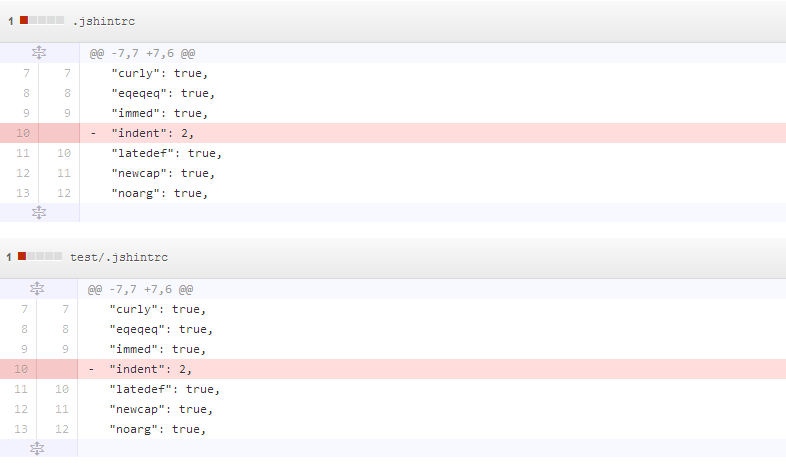 1 .jshintrc
@@ -7,7 +7,6 @@
7 7 "curly": true,
8 8 "eqeqeq": true,
9 9 "immed": true,
10 - "indent": 2,
11 10 "latedef": true,
12 11 "newcap": true,
13 12 "noarg": true,
1 test/.jshintrc
@@ -7,7 +7,6 @@
7 7 "curly": true,
8 8 "eqeqeq": true,
9 9 "immed": true,
10 - "indent": 2,
11 10 "latedef": true,
12 11 "newcap": true,
13 12 "noarg": true,